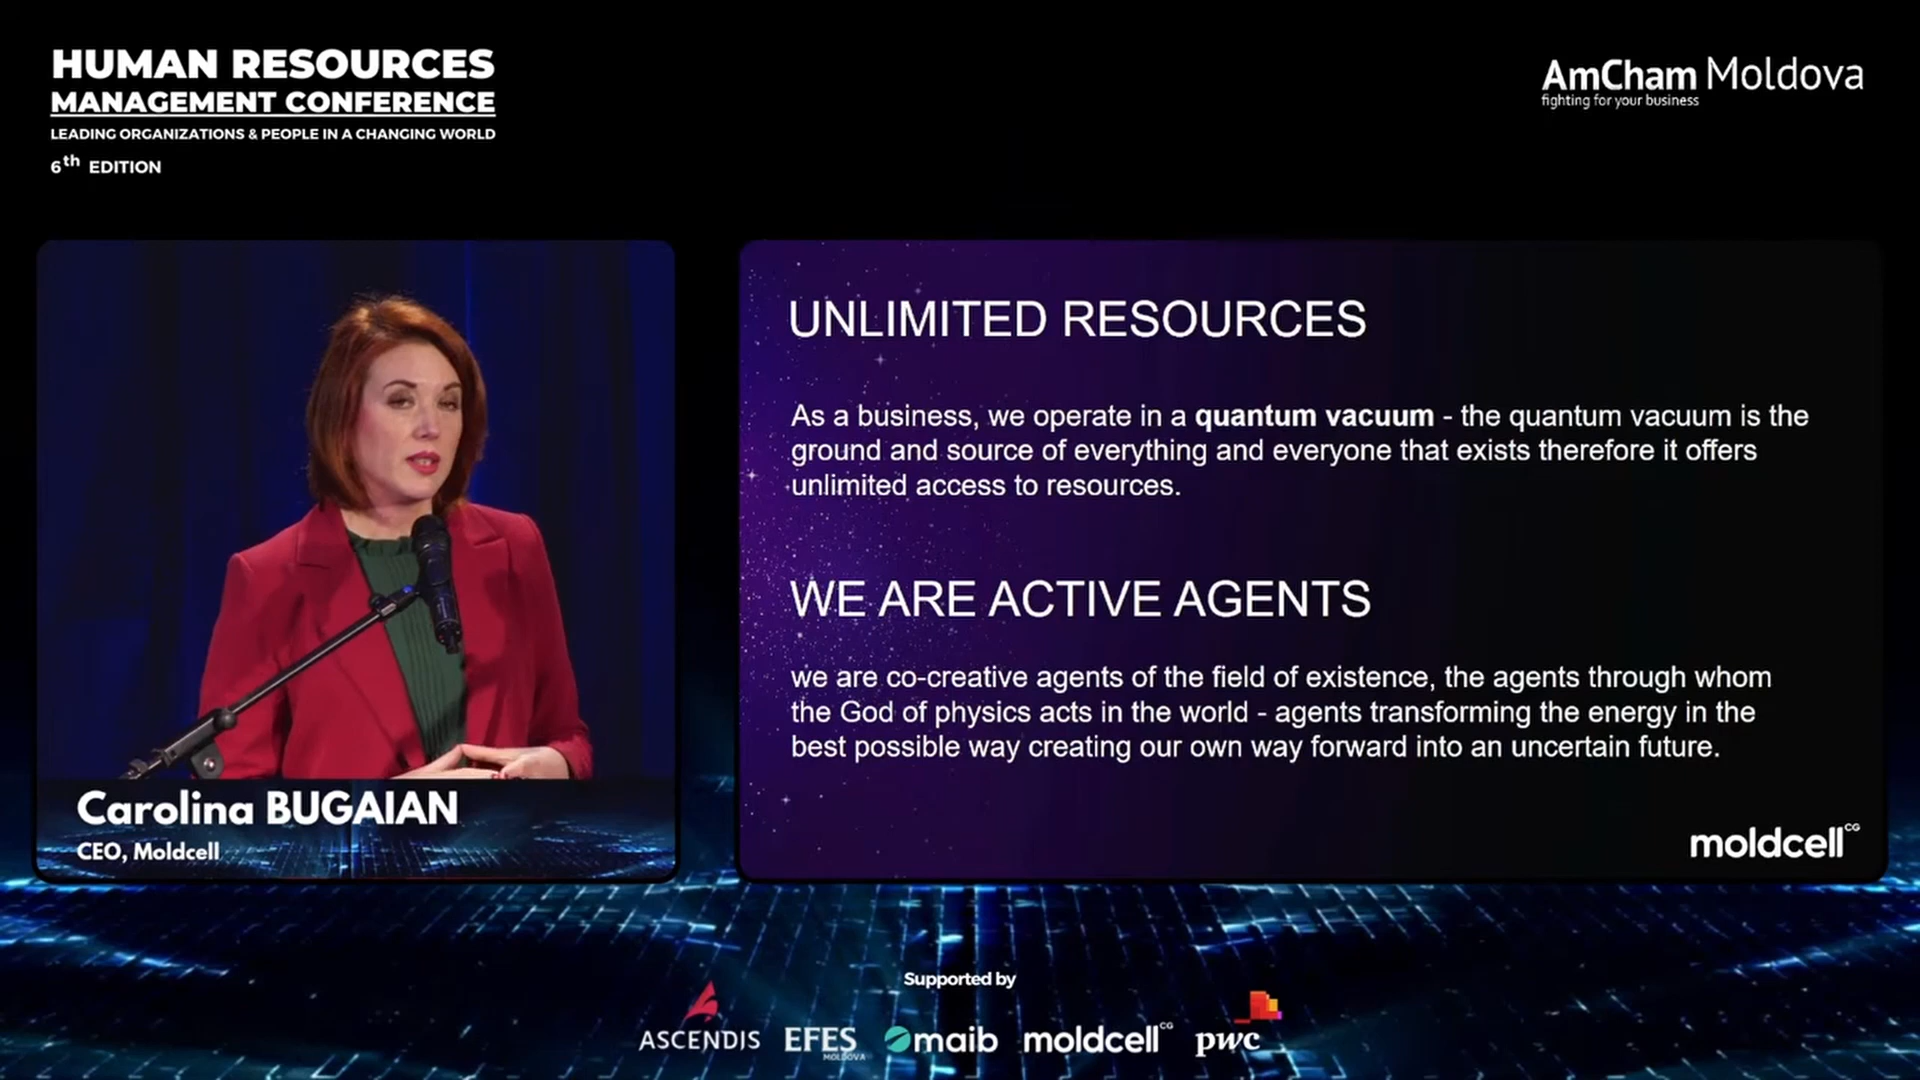 HUMAN RESOURCES
MANAGEMENT CONFERENCE
LEADING ORGANIZATIONS & PEOPLE IN A CHANGING WORLD
6th EDITION
AmCham Moldova
fighting for your business
UNLIMITED RESOURCES
As a business, we operate in a quantum vacuum - the quantum vacuum is the
ground and source of everything and everyone that exists therefore it offers
unlimited access to resources.
WE ARE ACTIVE AGENTS
we are co-creative agents of the field of existence, the agents through whom
the God of physics acts in the world - agents transforming the energy in the
best possible way creating our own way forward into an uncertain future.
moldcell CG
Carolina BUGAIAN
CEO, Moldcell
Supported by
ASCENDIS EFES MOLDOVA maib moldcell CG pwc